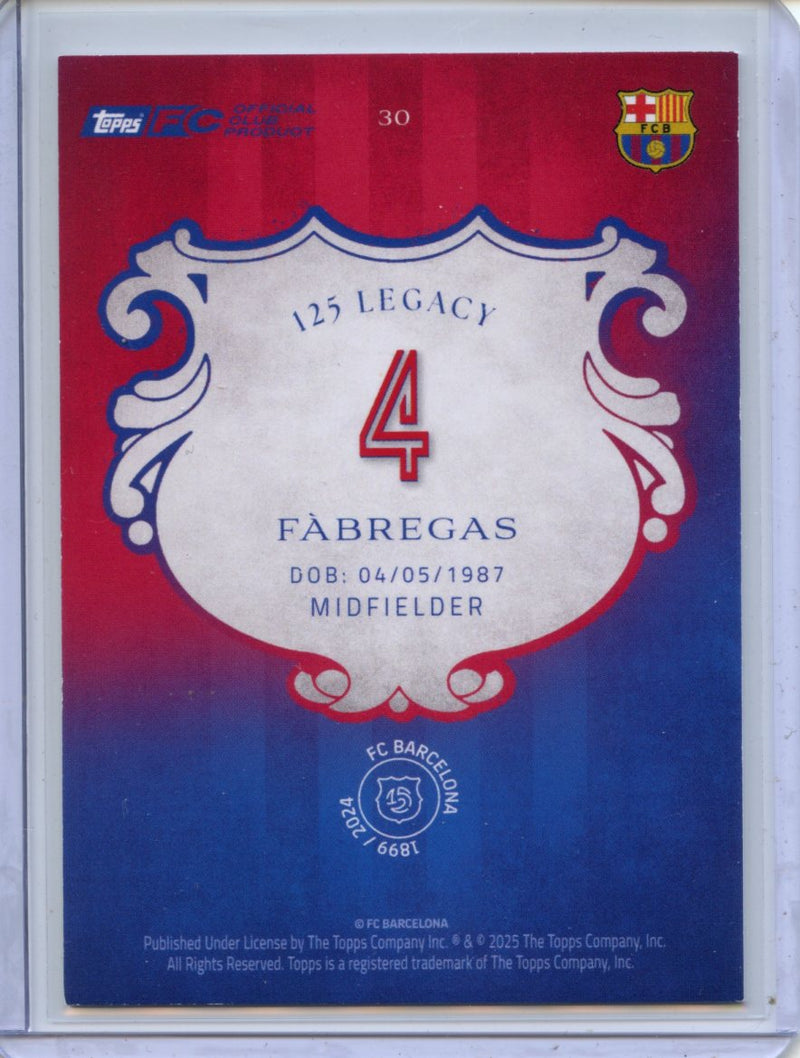 Topps FC OFFICIAL
CLUB
PRODUCT
30
FCB
125 LEGACY
4
FÀBREGAS
DOB: 04/05/1987
MIDFIELDER
FC BARCELONA
125
1899 / 2024
© FC BARCELONA
Published Under License by The Topps Company Inc. ® & © 2025 The Topps Company, Inc.
All Rights Reserved. Topps is a registered trademark of The Topps Company, Inc.